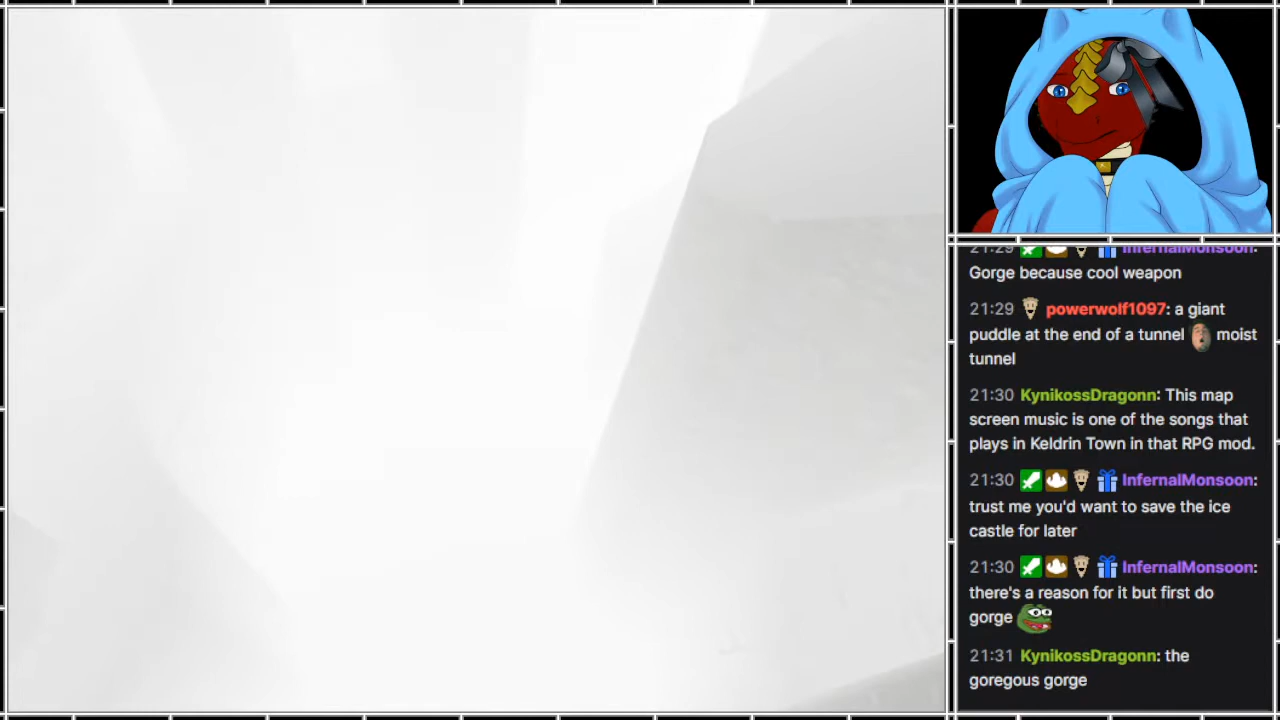 21:29 InfernalMonsoon:
Gorge because cool weapon
21:29 powerwolf1097: a giant
puddle at the end of a tunnel moist
tunnel
21:30 KynikossDragonn: This map
screen music is one of the songs that
plays in Keldrin Town in that RPG mod.
21:30 InfernalMonsoon:
trust me you'd want to save the ice
castle for later
21:30 InfernalMonsoon:
there's a reason for it but first do
gorge
21:31 KynikossDragonn: the
goregous gorge